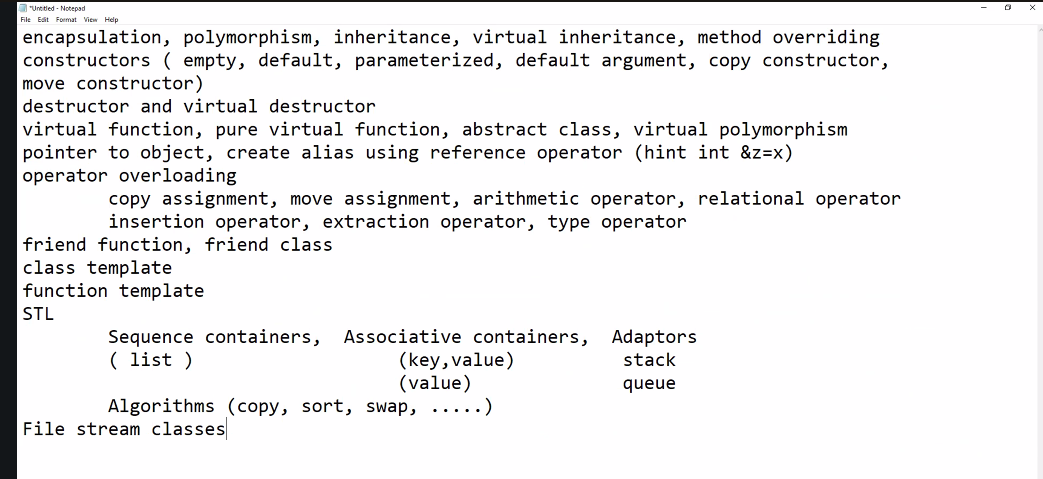 *Untitled - Notepad
File Edit Format View Help
encapsulation, polymorphism, inheritance, virtual inheritance, method overriding
constructors ( empty, default, parameterized, default argument, copy constructor,
move constructor)
destructor and virtual destructor
virtual function, pure virtual function, abstract class, virtual polymorphism
pointer to object, create alias using reference operator (hint int &z=x)
operator overloading
copy assignment, move assignment, arithmetic operator, relational operator
insertion operator, extraction operator, type operator
friend function, friend class
class template
function template
STL
Sequence containers, Associative containers, Adaptors
( list ) (key,value) stack
(value) queue
Algorithms (copy, sort, swap, .....)
File stream classes